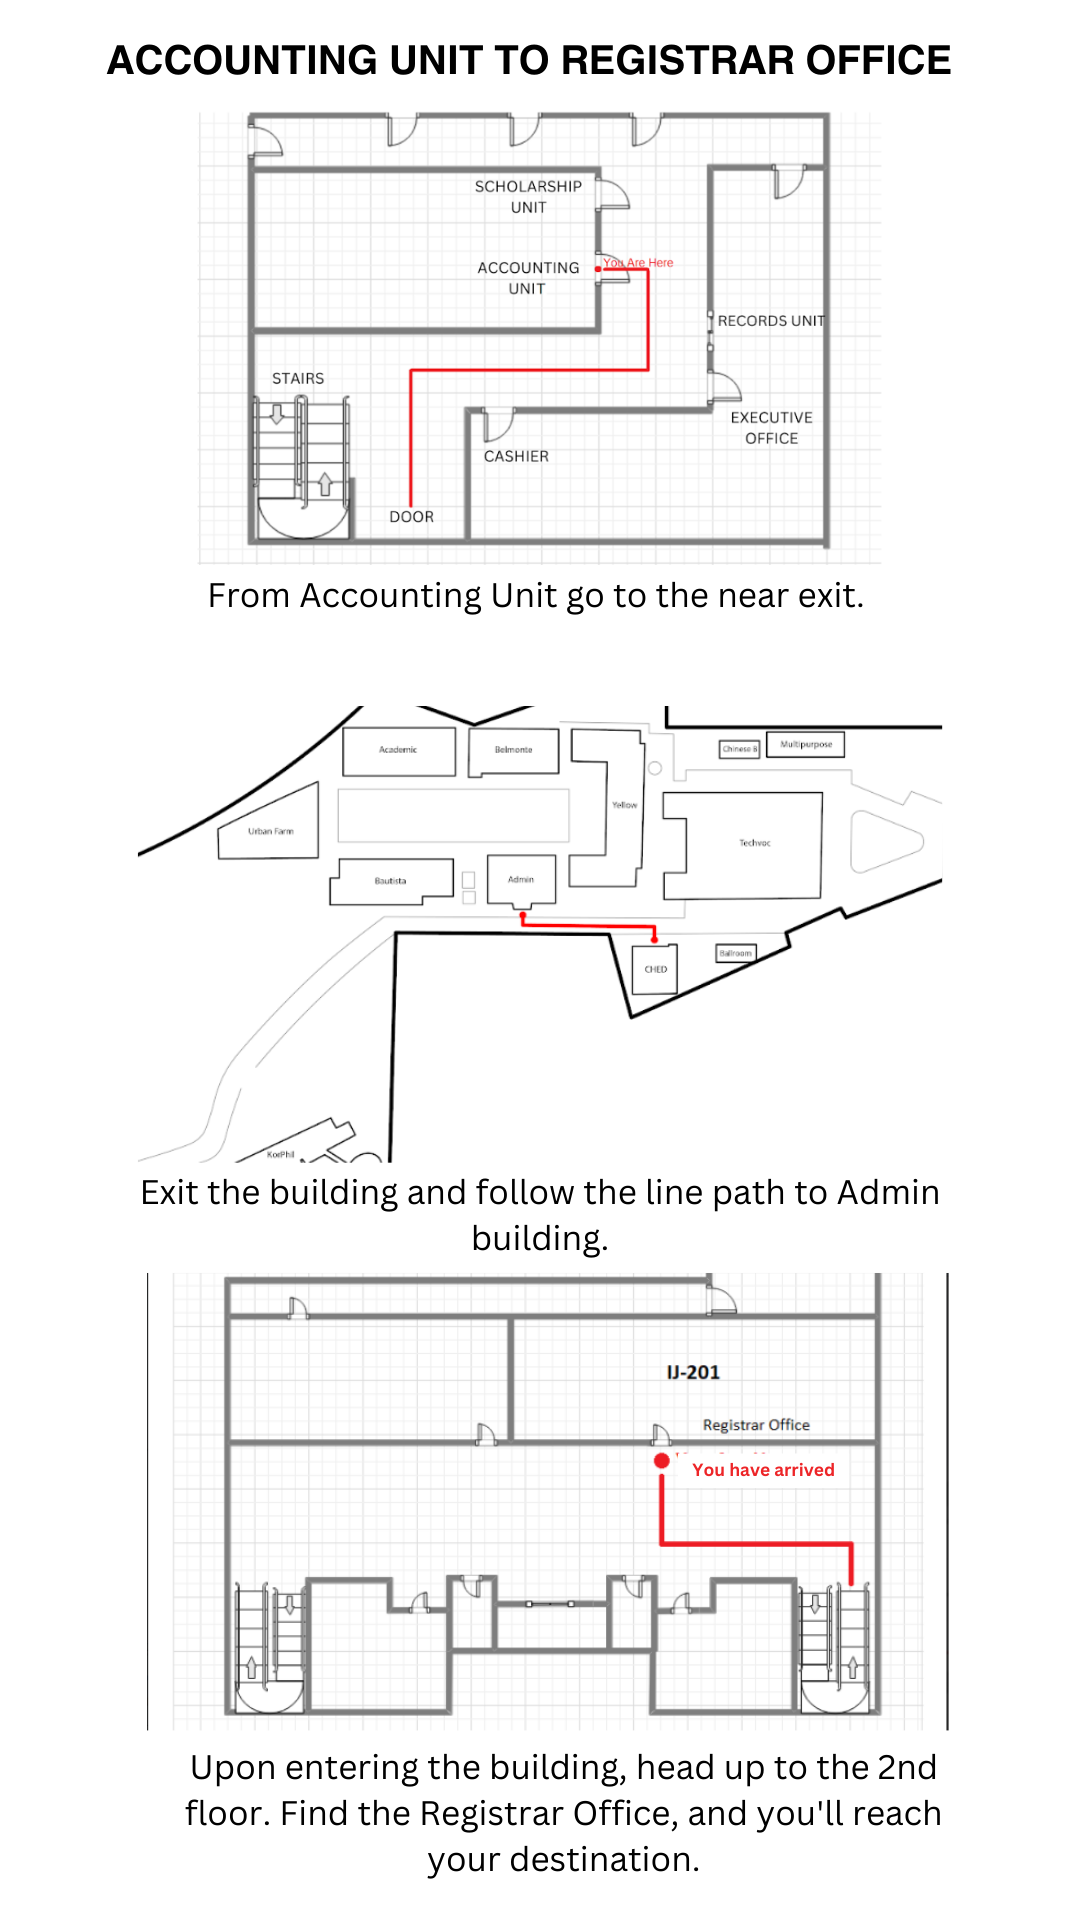 ACCOUNTING UNIT TO REGISTRAR OFFICE
SCHOLARSHIP
UNIT
You Are Here
ACCOUNTING
UNIT
RECORDS UNIT
STAIRS
EXECUTIVE
OFFICE
CASHIER
DOOR
From Accounting Unit go to the near exit.
Academic
Belmonte
Chinese B
Multipurpose
Yellow
Urban Farm
Techvoc
Bautista
Admin
CHED
Ballroom
KorPhil
Exit the building and follow the line path to Admin
building.
IJ-201
Registrar Office
You have arrived
Upon entering the building, head up to the 2nd
floor. Find the Registrar Office, and you'll reach
your destination.